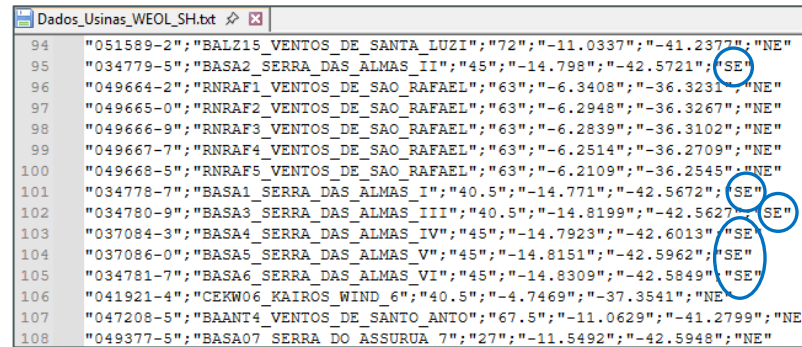 Dados_Usinas_WEOL_SH.txt
94 "051589-2";"BALZ15_VENTOS_DE_SANTA_LUZI";"72";"-11.0337";"-41.2377";"NE"
95 "034779-5";"BASA2_SERRA_DAS_ALMAS_II";"45";"-14.798";"-42.5721";"SE"
96 "049664-2";"RNRAF1_VENTOS_DE_SAO_RAFAEL";"63";"-6.3408";"-36.3231";"NE"
97 "049665-0";"RNRAF2_VENTOS_DE_SAO_RAFAEL";"63";"-6.2948";"-36.3267";"NE"
98 "049666-9";"RNRAF3_VENTOS_DE_SAO_RAFAEL";"63";"-6.2839";"-36.3102";"NE"
99 "049667-7";"RNRAF4_VENTOS_DE_SAO_RAFAEL";"63";"-6.2514";"-36.2709";"NE"
100 "049668-5";"RNRAF5_VENTOS_DE_SAO_RAFAEL";"63";"-6.2109";"-36.2545";"NE"
101 "034778-7";"BASA1_SERRA_DAS_ALMAS_I";"40.5";"-14.771";"-42.5672";"SE"
102 "034780-9";"BASA3_SERRA_DAS_ALMAS_III";"40.5";"-14.8199";"-42.5627";"SE"
103 "037084-3";"BASA4_SERRA_DAS_ALMAS_IV";"45";"-14.7923";"-42.6013";"SE"
104 "037086-0";"BASA5_SERRA_DAS_ALMAS_V";"45";"-14.8151";"-42.5962";"SE"
105 "034781-7";"BASA6_SERRA_DAS_ALMAS_VI";"45";"-14.8309";"-42.5849";"SE"
106 "041921-4";"CEKW06_KAIROS_WIND_6";"40.5";"-4.7469";"-37.3541";"NE"
107 "047208-5";"BAANT4_VENTOS_DE_SANTO_ANTO";"67.5";"-11.0629";"-41.2799";"NE
108 "049377-5";"BASA07_SERRA_DO_ASSURUA_7";"27";"-11.5492";"-42.5948";"NE"